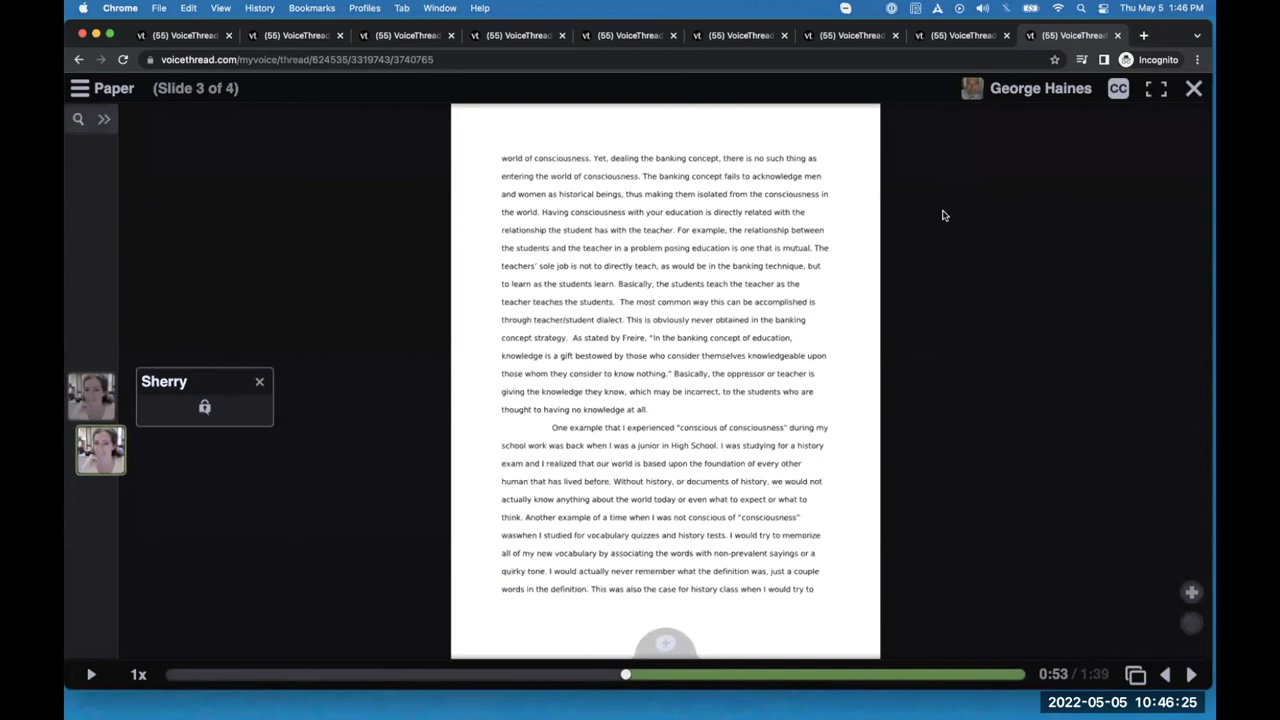 Chrome File Edit View History Bookmarks Profiles Tab Window Help Thu May 5 1:46 PM
(55) VoiceThread (55) VoiceThread (55) VoiceThread (55) VoiceThread (55) VoiceThread (55) VoiceThread (55) VoiceThread (55) VoiceThread (55) VoiceThread
voicethread.com/myvoice/thread/624535/3319743/3740765 Incognito
Paper (Slide 3 of 4) George Haines CC
world of consciousness. Yet, dealing the banking concept, there is no such thing as
entering the world of consciousness. The banking concept fails to acknowledge men
and women as historical beings, thus making them isolated from the consciousness in
the world. Having consciousness with your education is directly related with the
relationship the student has with the teacher. For example, the relationship between
the students and the teacher in a problem posing education is one that is mutual. The
teachers' sole job is not to directly teach, as would be in the banking technique, but
to learn as the students learn. Basically, the students teach the teacher as the
teacher teaches the students. The most common way this can be accomplished is
through teacher/student dialect. This is obviously never obtained in the banking
concept strategy. As stated by Freire, "In the banking concept of education,
knowledge is a gift bestowed by those who consider themselves knowledgeable upon
those whom they consider to know nothing." Basically, the oppressor or teacher is
giving the knowledge they know, which may be incorrect, to the students who are
thought to having no knowledge at all.
One example that I experienced "conscious of consciousness" during my
school work was back when I was a junior in High School. I was studying for a history
exam and I realized that our world is based upon the foundation of every other
human that has lived before. Without history, or documents of history, we would not
actually know anything about the world today or even what to expect or what to
think. Another example of a time when I was not conscious of "consciousness"
waswhen I studied for vocabulary quizzes and history tests. I would try to memorize
all of my new vocabulary by associating the words with non-prevalent sayings or a
quirky tone. I would actually never remember what the definition was, just a couple
words in the definition. This was also the case for history class when I would try to
Sherry
1x 0:53 / 1:39
2022-05-05 10:46:25